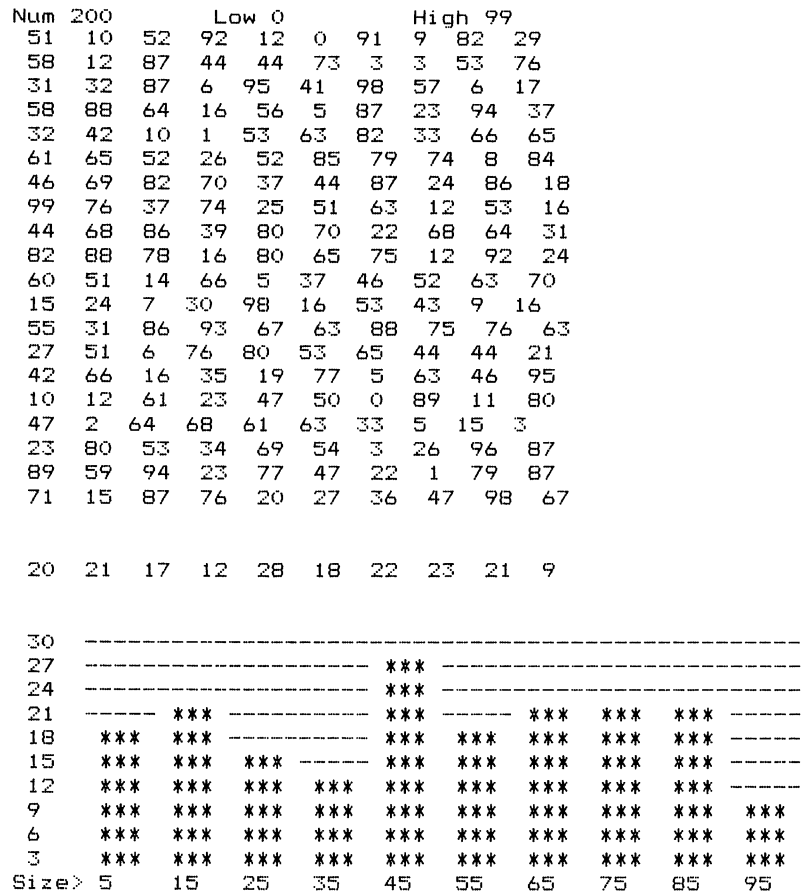 Num 200 Low 0 High 99
51 10 52 92 12 0 91 9 82 29
58 12 87 44 44 73 3 3 53 76
31 32 87 6 95 41 98 57 6 17
58 88 64 16 56 5 87 23 94 37
32 42 10 1 53 63 82 33 66 65
61 65 52 26 52 85 79 74 8 84
46 69 82 70 37 44 87 24 86 18
99 76 37 74 25 51 63 12 53 16
44 68 86 39 80 70 22 68 64 31
82 88 78 16 80 65 75 12 92 24
60 51 14 66 5 37 46 52 63 70
15 24 7 30 98 16 53 43 9 16
55 31 86 93 67 63 88 75 76 63
27 51 6 76 80 53 65 44 44 21
42 66 16 35 19 77 5 63 46 95
10 12 61 23 47 50 0 89 11 80
47 2 64 68 61 63 33 5 15 3
23 80 53 34 69 54 3 26 96 87
89 59 94 23 77 47 22 1 79 87
71 15 87 76 20 27 36 47 98 67
20 21 17 12 28 18 22 23 21 9
30 --------------------------------------------------
27 -------------------- *** -------------------------
24 -------------------- *** -------------------------
21 ----- *** ---------- *** ----- *** *** *** -----
18 *** *** ---------- *** *** *** *** *** -----
15 *** *** *** ----- *** *** *** *** *** -----
12 *** *** *** *** *** *** *** *** *** -----
9 *** *** *** *** *** *** *** *** *** ***
6 *** *** *** *** *** *** *** *** *** ***
3 *** *** *** *** *** *** *** *** *** ***
Size> 5 15 25 35 45 55 65 75 85 95